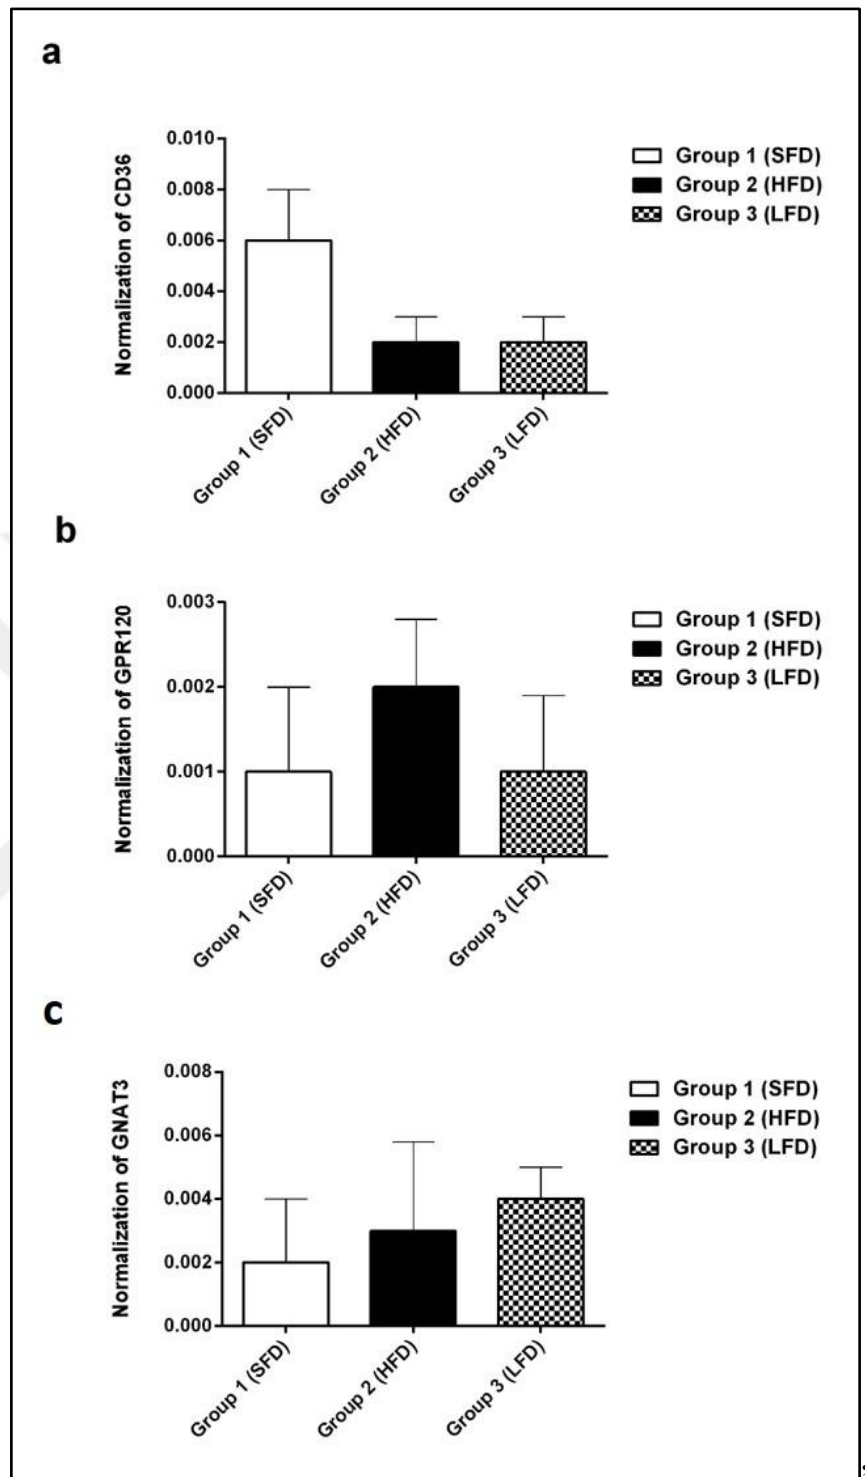 a
Normalization of CD36
0.010
0.008
0.006
0.004
0.002
0.000
Group 1 (SFD)
Group 2 (HFD)
Group 3 (LFD)
Group 1 (SFD)
Group 2 (HFD)
Group 3 (LFD)
b
Normalization of GPR120
0.003
0.002
0.001
0.000
Group 1 (SFD)
Group 2 (HFD)
Group 3 (LFD)
Group 1 (SFD)
Group 2 (HFD)
Group 3 (LFD)
c
Normalization of GNAT3
0.008
0.006
0.004
0.002
0.000
Group 1 (SFD)
Group 2 (HFD)
Group 3 (LFD)
Group 1 (SFD)
Group 2 (HFD)
Group 3 (LFD)